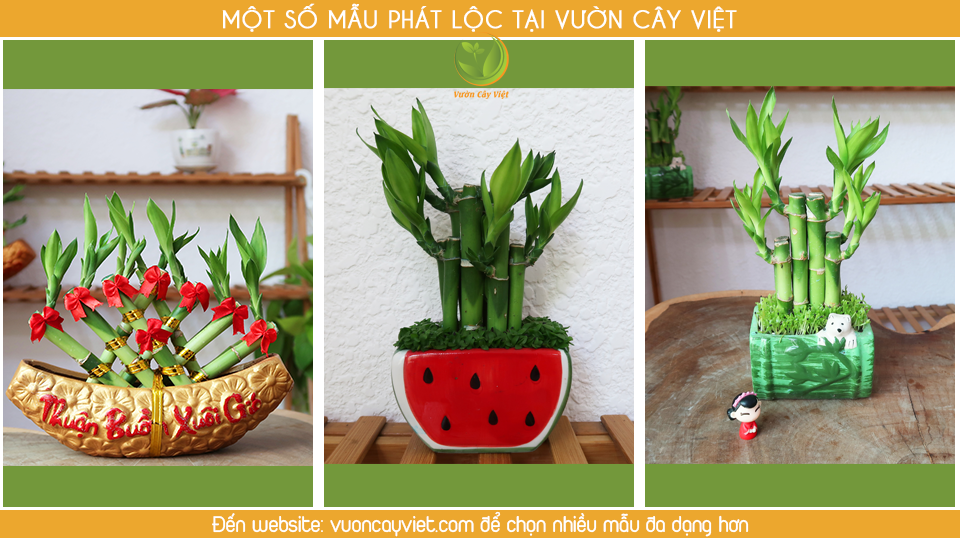 MỘT SỐ MẪU PHÁT LỘC TẠI VƯỜN CÂY VIỆT
Vườn Cây Việt
Thuận Buồm Xuôi Gió
Đến website: vuoncayviet.com để chọn nhiều mẫu đa dạng hơn